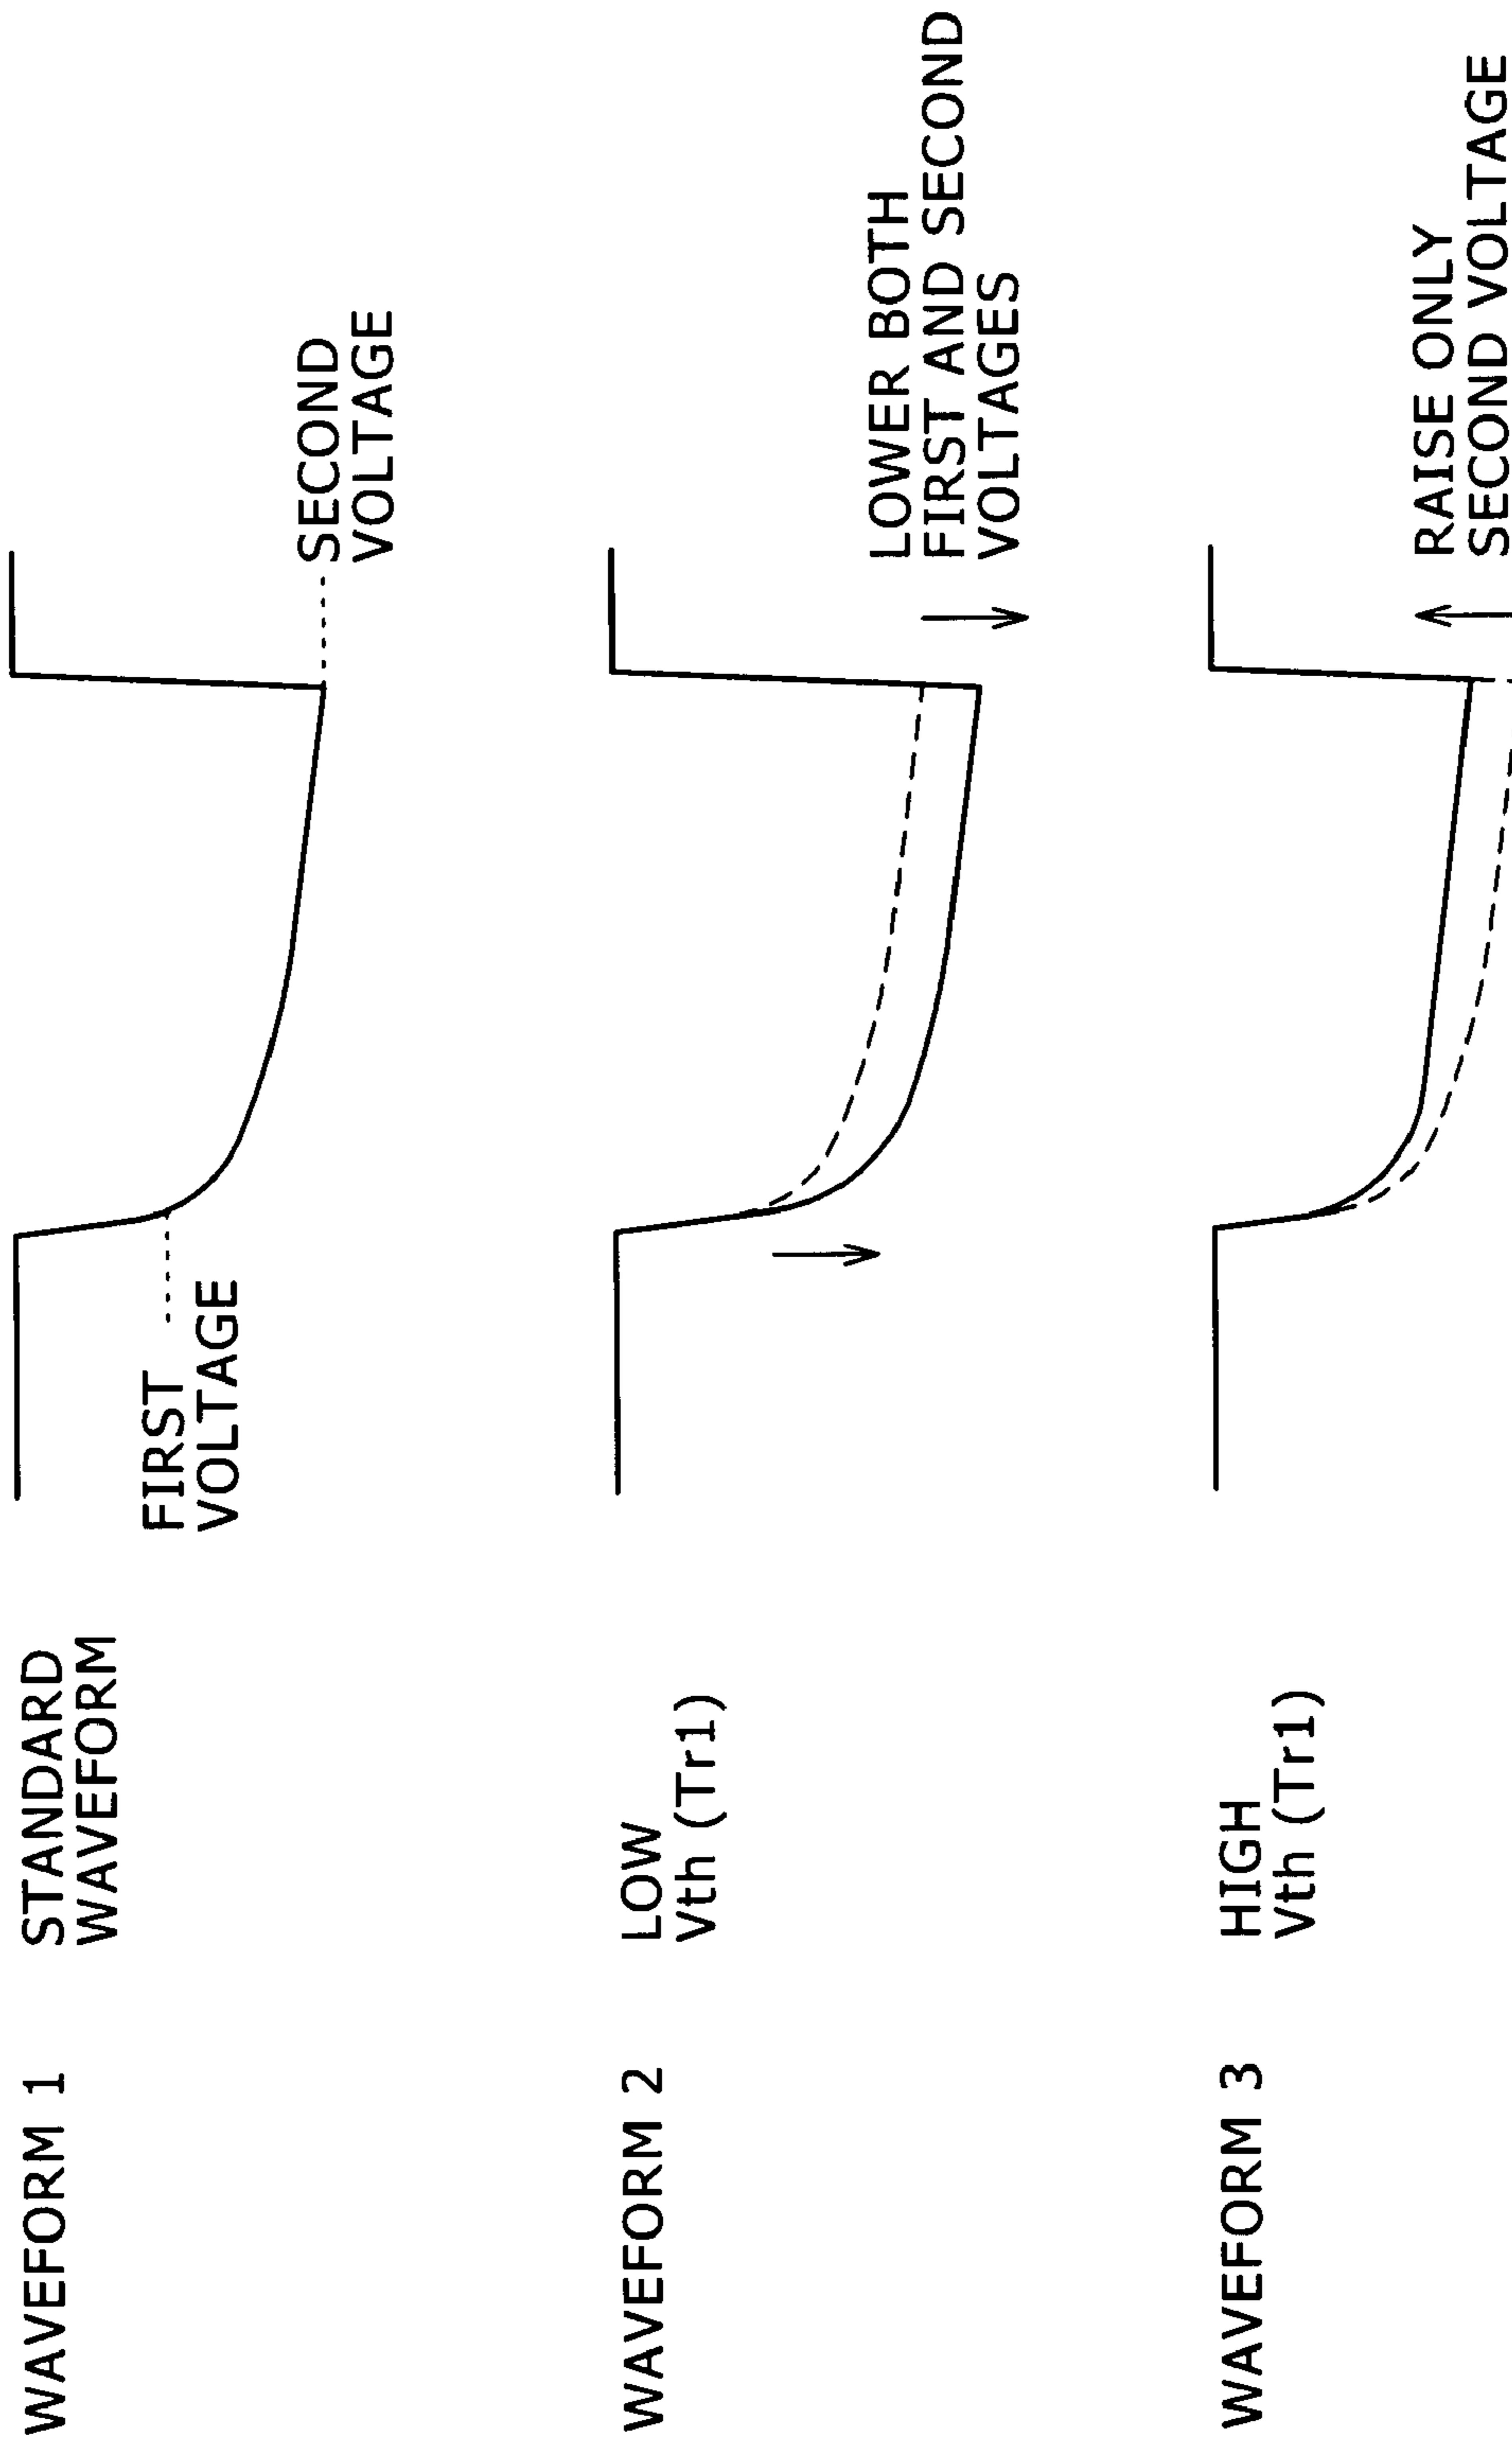 WAVEFORM 1
STANDARD
WAVEFORM
FIRST
VOLTAGE
SECOND
VOLTAGE
WAVEFORM 2
LOW
Vth (Tr1)
LOWER BOTH
FIRST AND SECOND
VOLTAGES
WAVEFORM 3
HIGH
Vth (Tr1)
RAISE ONLY
SECOND VOLTAGE